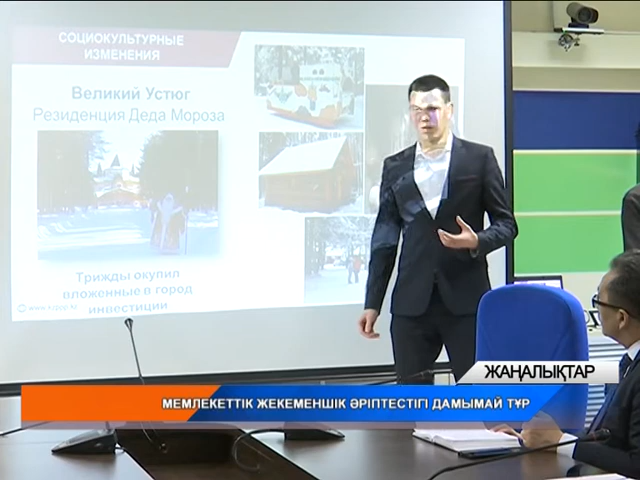 СОЦИОКУЛЬТУРНЫЕ
ИЗМЕНЕНИЯ
Великий Устюг
Резиденция Деда Мороза
Трижды окупил
вложенные в город
инвестиции
ЖАҢАЛЫҚТАР
МЕМЛЕКЕТТІК ЖЕКЕМЕНШІК ӘРІПТЕСТІГІ ДАМЫМАЙ ТҰР